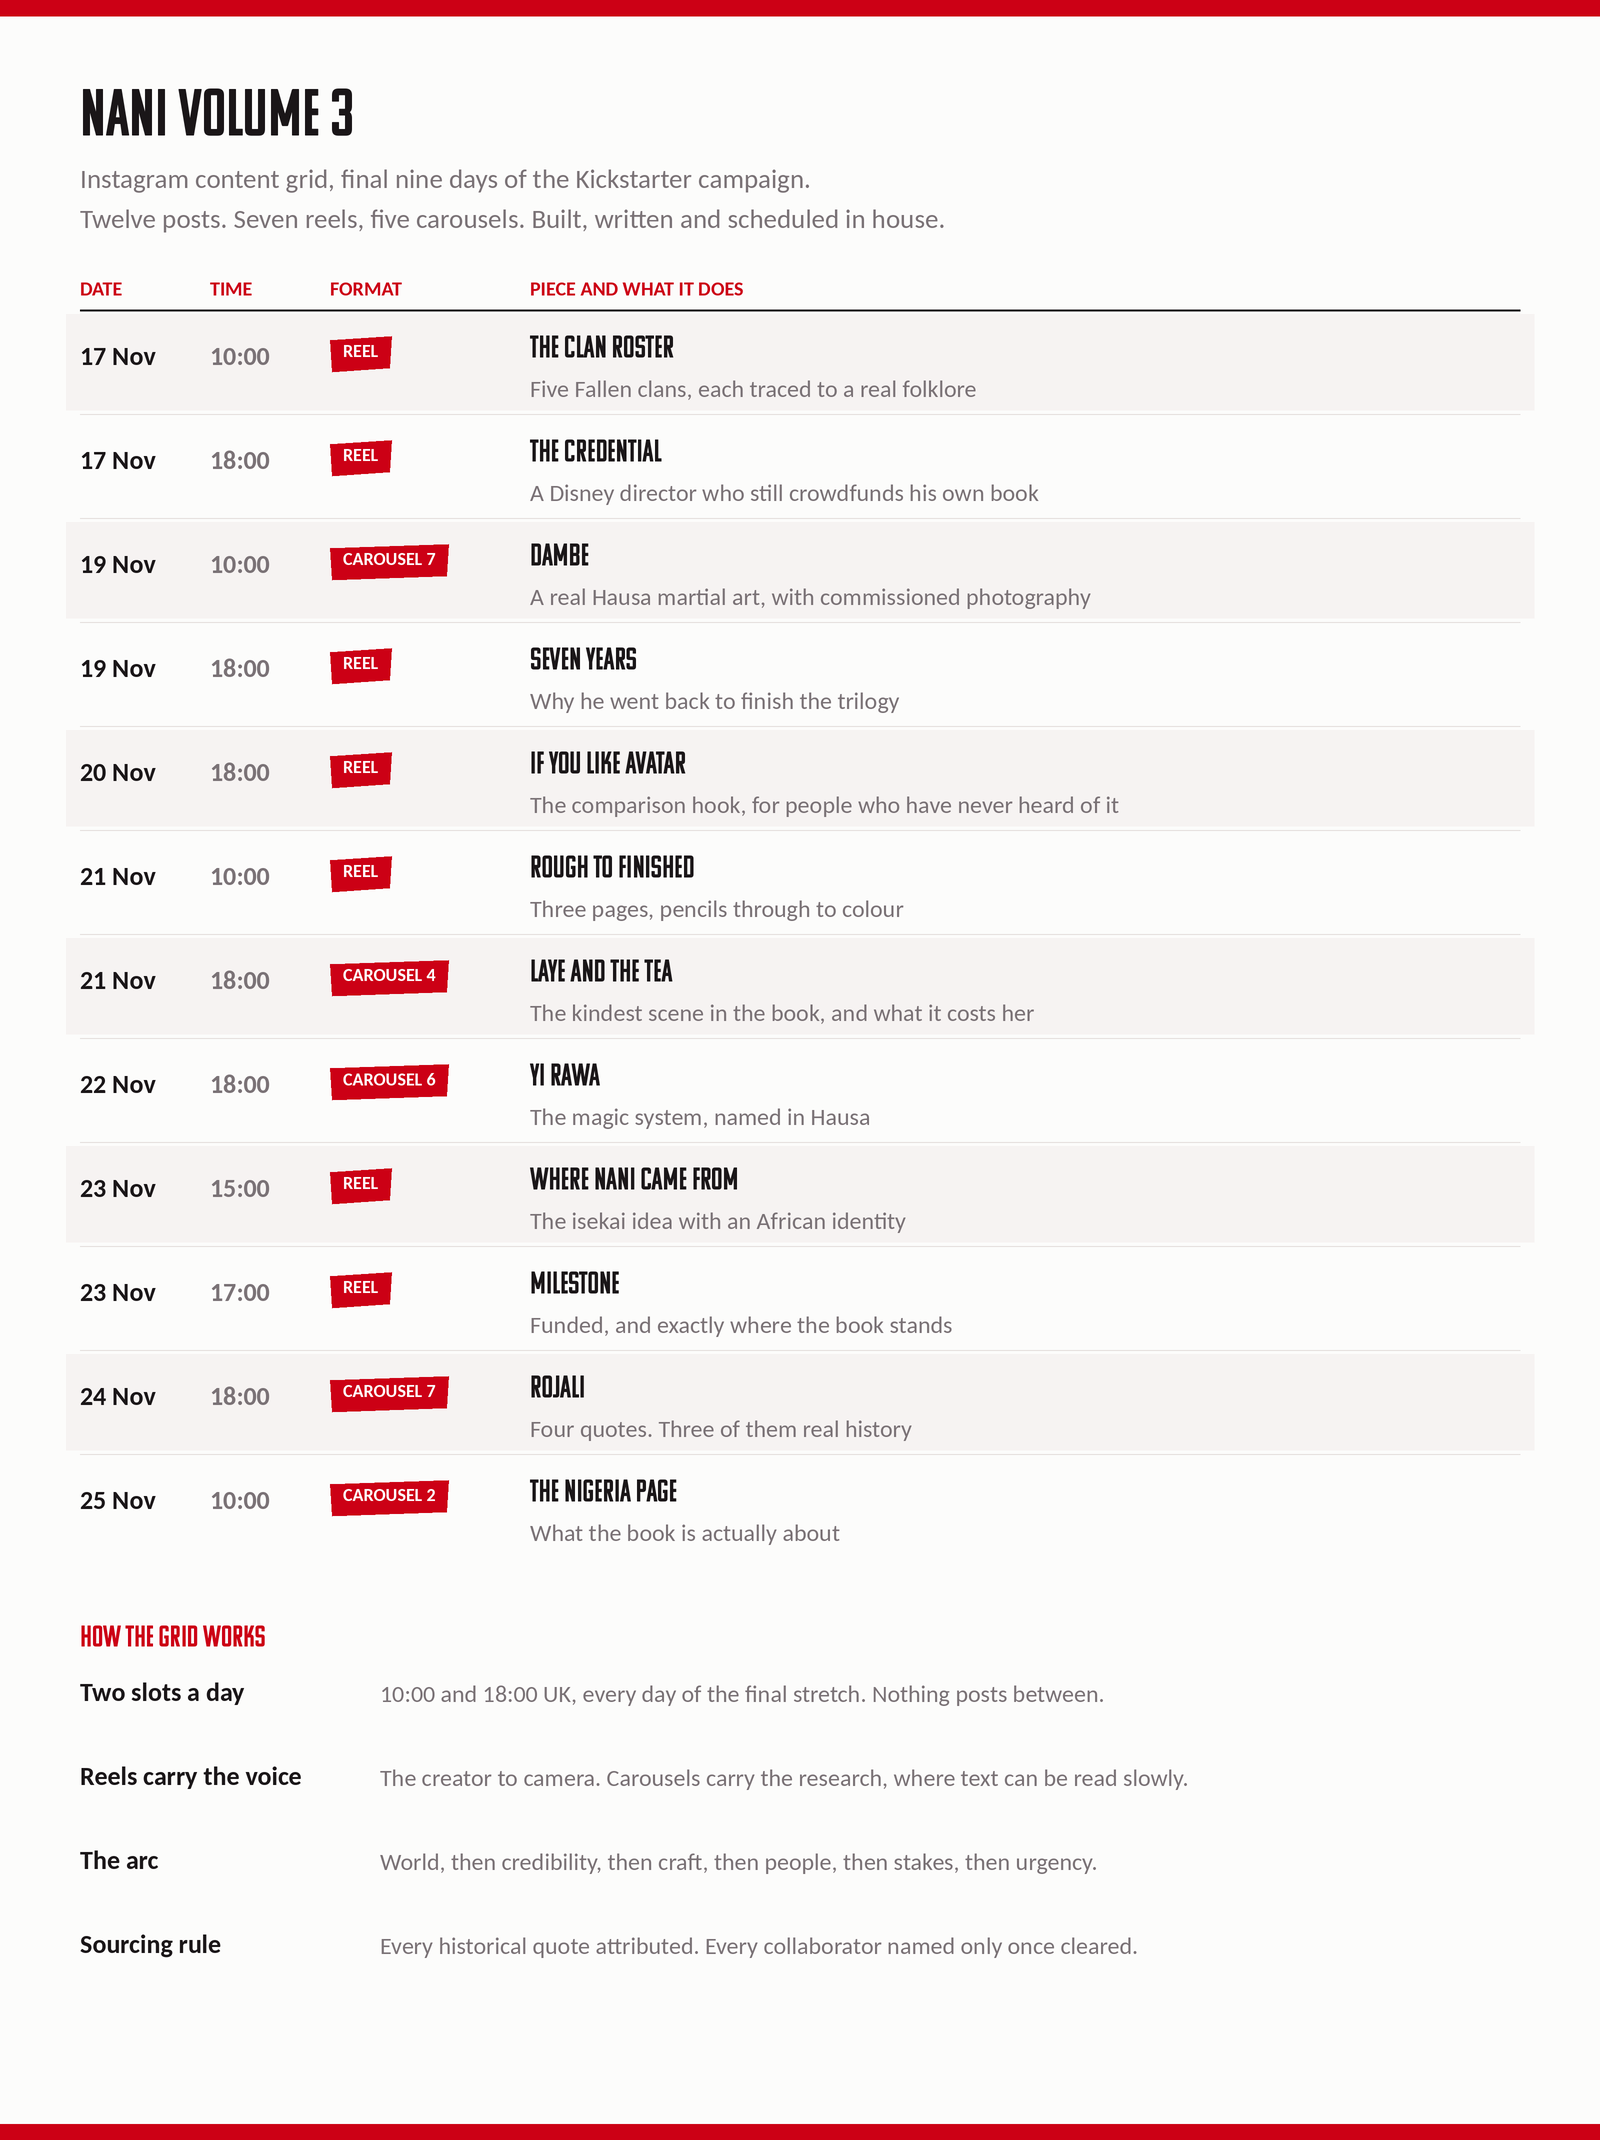 NANI VOLUME 3
Instagram content grid, final nine days of the Kickstarter campaign.
Twelve posts. Seven reels, five carousels. Built, written and scheduled in house.
DATE TIME FORMAT PIECE AND WHAT IT DOES
17 Nov 10:00 REEL THE CLAN ROSTER
Five Fallen clans, each traced to a real folklore
17 Nov 18:00 REEL THE CREDENTIAL
A Disney director who still crowdfunds his own book
19 Nov 10:00 CAROUSEL 7 DAMBE
A real Hausa martial art, with commissioned photography
19 Nov 18:00 REEL SEVEN YEARS
Why he went back to finish the trilogy
20 Nov 18:00 REEL IF YOU LIKE AVATAR
The comparison hook, for people who have never heard of it
21 Nov 10:00 REEL ROUGH TO FINISHED
Three pages, pencils through to colour
21 Nov 18:00 CAROUSEL 4 LAYE AND THE TEA
The kindest scene in the book, and what it costs her
22 Nov 18:00 CAROUSEL 6 YI RAWA
The magic system, named in Hausa
23 Nov 15:00 REEL WHERE NANI CAME FROM
The isekai idea with an African identity
23 Nov 17:00 REEL MILESTONE
Funded, and exactly where the book stands
24 Nov 18:00 CAROUSEL 7 ROJALI
Four quotes. Three of them real history
25 Nov 10:00 CAROUSEL 2 THE NIGERIA PAGE
What the book is actually about
HOW THE GRID WORKS
Two slots a day 10:00 and 18:00 UK, every day of the final stretch. Nothing posts between.
Reels carry the voice The creator to camera. Carousels carry the research, where text can be read slowly.
The arc World, then credibility, then craft, then people, then stakes, then urgency.
Sourcing rule Every historical quote attributed. Every collaborator named only once cleared.